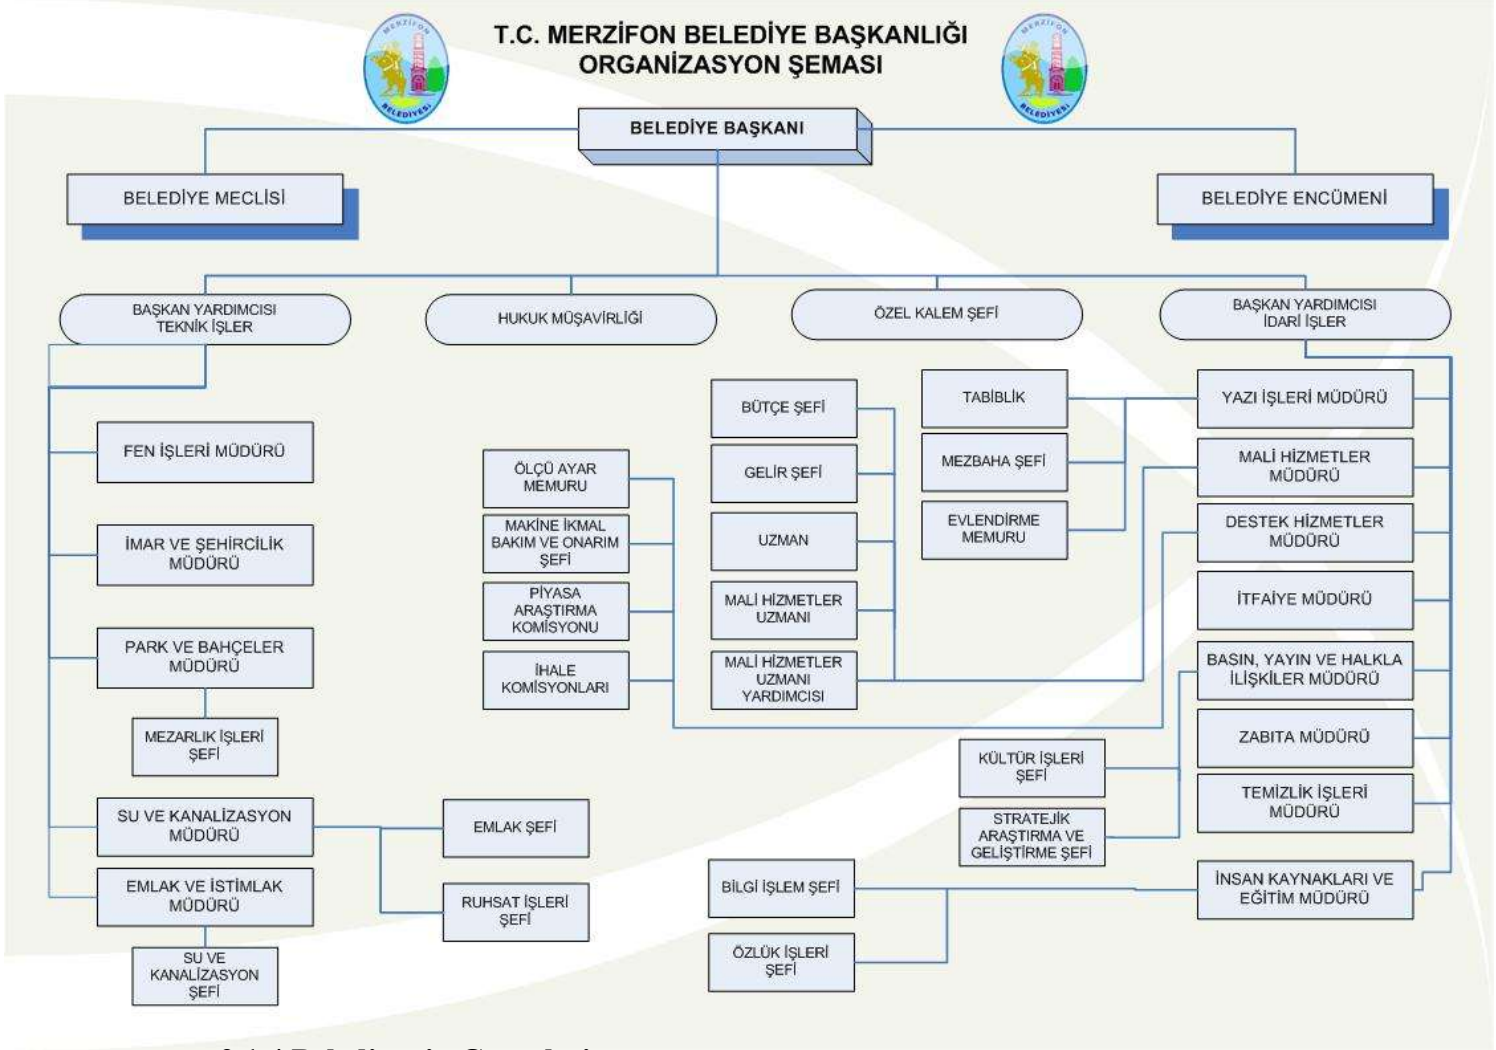 T.C. MERZİFON BELEDİYE BAŞKANLIĞI
ORGANİZASYON ŞEMASI
MERZİFON
BELEDİYESİ
MERZİFON
BELEDİYESİ
BELEDİYE BAŞKANI
BELEDİYE MECLİSİ
BELEDİYE ENCÜMENİ
BAŞKAN YARDIMCISI
TEKNİK İŞLER
HUKUK MÜŞAVİRLİĞİ
ÖZEL KALEM ŞEFİ
BAŞKAN YARDIMCISI
İDARİ İŞLER
FEN İŞLERİ MÜDÜRÜ
İMAR VE ŞEHİRCİLİK
MÜDÜRÜ
PARK VE BAHÇELER
MÜDÜRÜ
MEZARLIK İŞLERİ
ŞEFİ
SU VE KANALİZASYON
MÜDÜRÜ
EMLAK VE İSTİMLAK
MÜDÜRÜ
SU VE
KANALİZASYON
ŞEFİ
EMLAK ŞEFİ
RUHSAT İŞLERİ
ŞEFİ
ÖLÇÜ AYAR
MEMURU
MAKİNE İKMAL
BAKIM VE ONARIM
ŞEFİ
PİYASA
ARAŞTIRMA
KOMİSYONU
İHALE
KOMİSYONLARI
BÜTÇE ŞEFİ
GELİR ŞEFİ
UZMAN
MALİ HİZMETLER
UZMANI
MALİ HİZMETLER
UZMANI
YARDIMCISI
TABİBLİK
MEZBAHA ŞEFİ
EVLENDİRME
MEMURU
KÜLTÜR İŞLERİ
ŞEFİ
STRATEJİK
ARAŞTIRMA VE
GELİŞTİRME ŞEFİ
BİLGİ İŞLEM ŞEFİ
ÖZLÜK İŞLERİ
ŞEFİ
YAZI İŞLERİ MÜDÜRÜ
MALİ HİZMETLER
MÜDÜRÜ
DESTEK HİZMETLER
MÜDÜRÜ
İTFAİYE MÜDÜRÜ
BASIN, YAYIN VE HALKLA
İLİŞKİLER MÜDÜRÜ
ZABITA MÜDÜRÜ
TEMİZLİK İŞLERİ
MÜDÜRÜ
İNSAN KAYNAKLARI VE
EĞİTİM MÜDÜRÜ